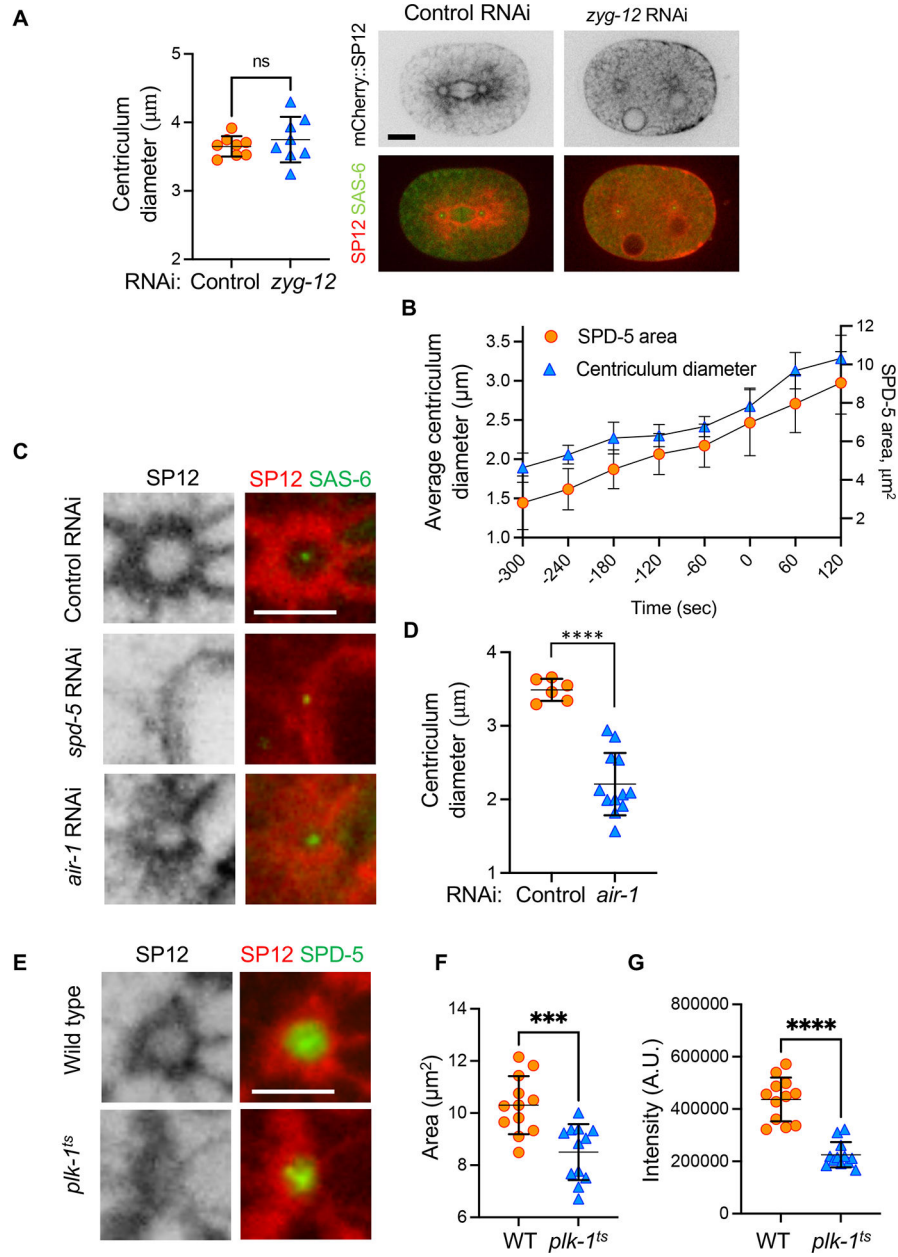 A
Control RNAi
zyg-12 RNAi
mCherry::SP12
SP12 SAS-6
Centriculum
diameter (μm)
5
4
3
2
ns
RNAi: Control zyg-12
B
SPD-5 area
Centriculum diameter
Average centriculum
diameter (μm)
3.5
3.0
2.5
2.0
1.5
1.0
12
10
8
6
4
2
SPD-5 area, μm²
-300
-240
-180
-120
-60
0
60
120
Time (sec)
C
SP12
SP12 SAS-6
Control RNAi
spd-5 RNAi
air-1 RNAi
D
****
Centriculum
diameter (μm)
4
3
2
1
RNAi: Control air-1
E
SP12
SP12 SPD-5
Wild type
plk-1ᵗˢ
F
Area (μm²)
14
12
10
8
6
***
WT plk-1ᵗˢ
G
Intensity (A.U.)
800000
600000
400000
200000
0
****
WT plk-1ᵗˢ